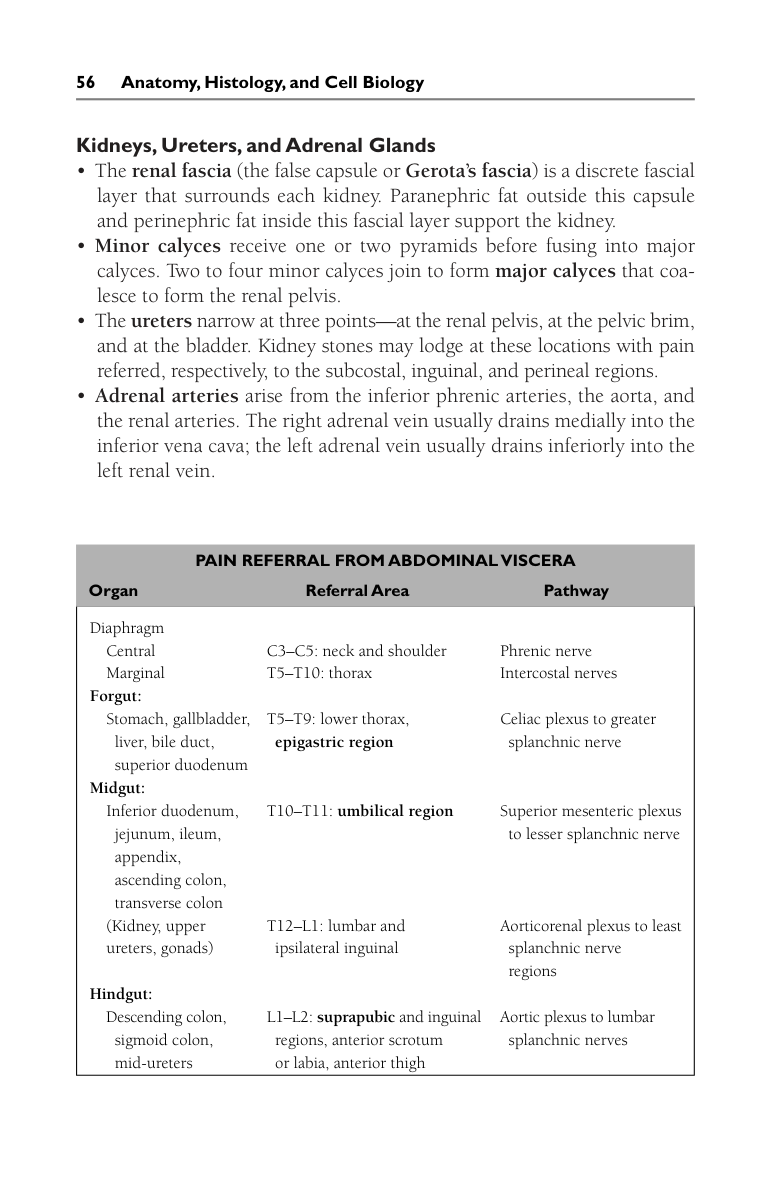 56 Anatomy, Histology, and Cell Biology
Kidneys, Ureters, and Adrenal Glands
• The renal fascia (the false capsule or Gerota’s fascia) is a discrete fascial
layer that surrounds each kidney. Paranephric fat outside this capsule
and perinephric fat inside this fascial layer support the kidney.
• Minor calyces receive one or two pyramids before fusing into major
calyces. Two to four minor calyces join to form major calyces that coa-
lesce to form the renal pelvis.
• The ureters narrow at three points—at the renal pelvis, at the pelvic brim,
and at the bladder. Kidney stones may lodge at these locations with pain
referred, respectively, to the subcostal, inguinal, and perineal regions.
• Adrenal arteries arise from the inferior phrenic arteries, the aorta, and
the renal arteries. The right adrenal vein usually drains medially into the
inferior vena cava; the left adrenal vein usually drains inferiorly into the
left renal vein.
PAIN REFERRAL FROM ABDOMINAL VISCERA
Organ Referral Area Pathway
Diaphragm
Central C3–C5: neck and shoulder Phrenic nerve
Marginal T5–T10: thorax Intercostal nerves
Forgut:
Stomach, gallbladder, T5–T9: lower thorax, Celiac plexus to greater
liver, bile duct, epigastric region splanchnic nerve
superior duodenum
Midgut:
Inferior duodenum, T10–T11: umbilical region Superior mesenteric plexus
jejunum, ileum, to lesser splanchnic nerve
appendix,
ascending colon,
transverse colon
(Kidney, upper T12–L1: lumbar and Aorticorenal plexus to least
ureters, gonads) ipsilateral inguinal splanchnic nerve
regions
Hindgut:
Descending colon, L1–L2: suprapubic and inguinal Aortic plexus to lumbar
sigmoid colon, regions, anterior scrotum splanchnic nerves
mid-ureters or labia, anterior thigh